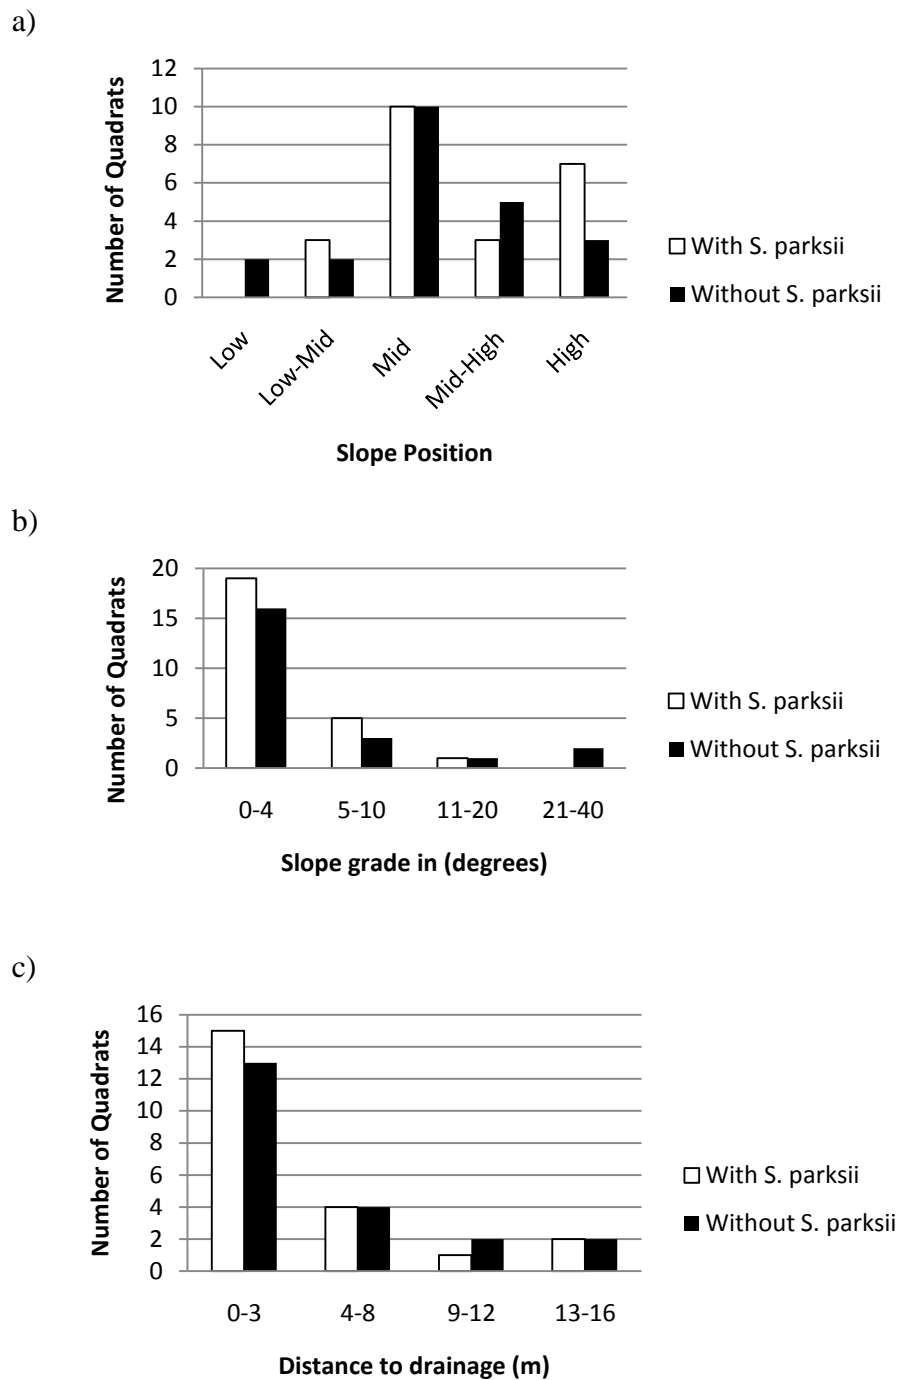 a)
12
10
8
6
4
2
0
Number of Quadrats
Low
Low-Mid
Mid
Mid-High
High
Slope Position
With S. parksii
Without S. parksii
b)
20
15
10
5
0
Number of Quadrats
0-4 5-10 11-20 21-40
Slope grade in (degrees)
With S. parksii
Without S. parksii
c)
16
14
12
10
8
6
4
2
0
Number of Quadrats
0-3 4-8 9-12 13-16
Distance to drainage (m)
With S. parksii
Without S. parksii